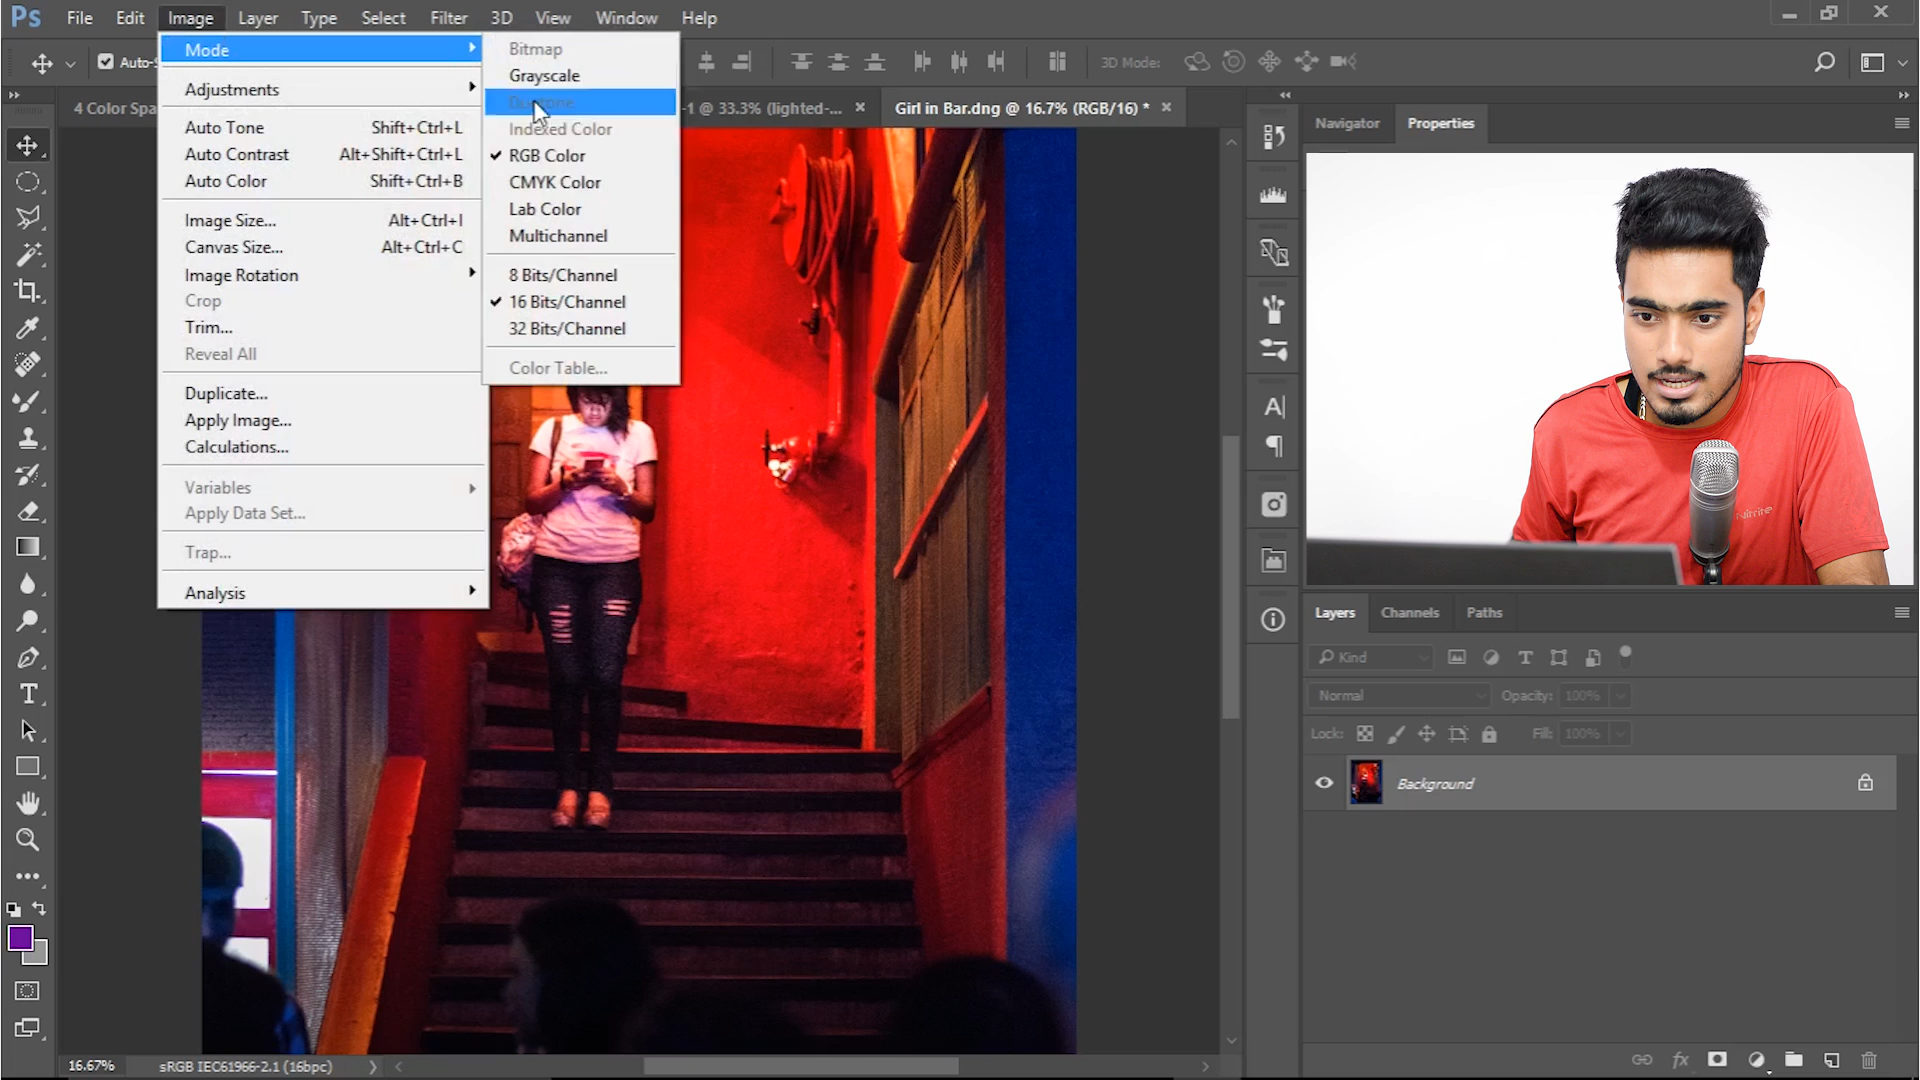 Ps File Edit Image Layer Type Select Filter 3D View Window Help
Auto-S
3D Mode:
4 Color Spa
-1 @ 33.3% (lighted-...
Girl in Bar.dng @ 16.7% (RGB/16) *
Mode
Adjustments
Auto Tone Shift+Ctrl+L
Auto Contrast Alt+Shift+Ctrl+L
Auto Color Shift+Ctrl+B
Image Size... Alt+Ctrl+I
Canvas Size... Alt+Ctrl+C
Image Rotation
Crop
Trim...
Reveal All
Duplicate...
Apply Image...
Calculations...
Variables
Apply Data Set...
Trap...
Analysis
Bitmap
Grayscale
Duotone
Indexed Color
RGB Color
CMYK Color
Lab Color
Multichannel
8 Bits/Channel
16 Bits/Channel
32 Bits/Channel
Color Table...
Navigator Properties
Layers Channels Paths
Kind
Normal Opacity: 100%
Lock: Fill: 100%
Background
fx
16.67% sRGB IEC61966-2.1 (16bpc)